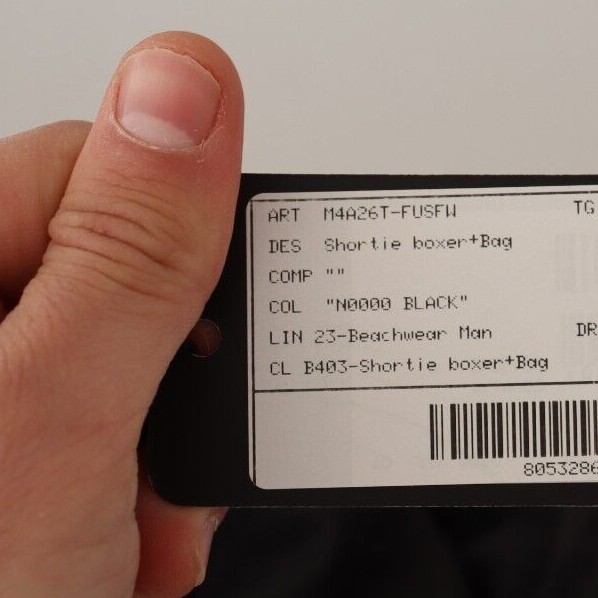 ART M4A26T-FUSFW TG
DES Shortie boxer+Bag
COMP ""
COL "N0000 BLACK"
LIN 23-Beachwear Man DR
CL B403-Shortie boxer+Bag
8053286